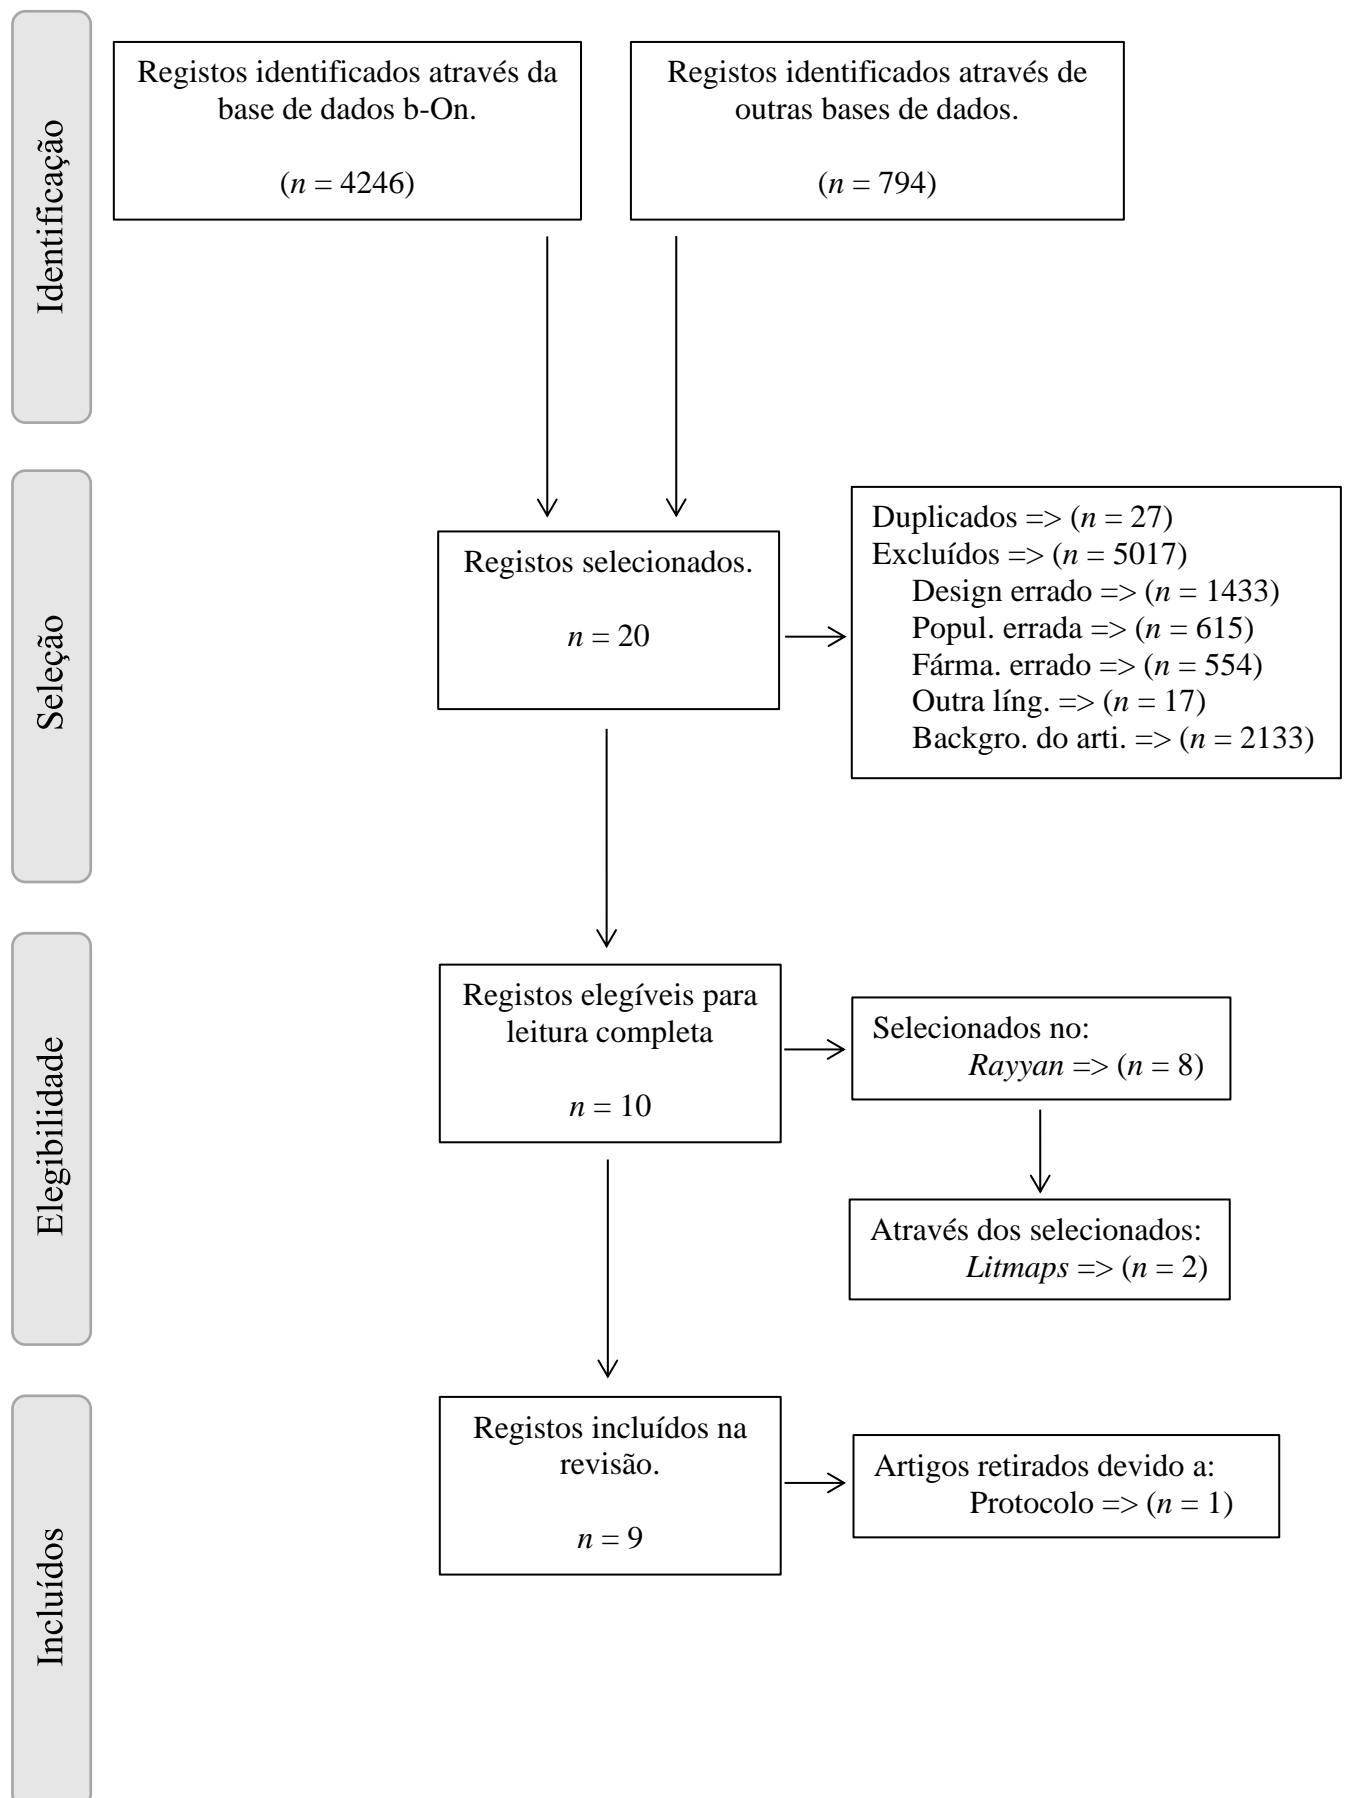 Identificação
Registos identificados através da
base de dados b-On.
(n = 4246)
Registos identificados através de
outras bases de dados.
(n = 794)
Seleção
Registos selecionados.
n = 20
Duplicados => (n = 27)
Excluídos => (n = 5017)
Design errado => (n = 1433)
Popul. errada => (n = 615)
Fárma. errado => (n = 554)
Outra líng. => (n = 17)
Backgro. do arti. => (n = 2133)
Elegibilidade
Registos elegíveis para
leitura completa
n = 10
Selecionados no:
Rayyan => (n = 8)
Através dos selecionados:
Litmaps => (n = 2)
Incluídos
Registos incluídos na
revisão.
n = 9
Artigos retirados devido a:
Protocolo => (n = 1)